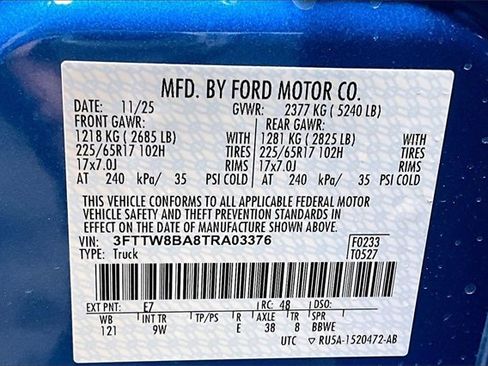 MFD. BY FORD MOTOR CO.
DATE: 11/25 GVWR: 2377 KG ( 5240 LB)
FRONT GAWR: REAR GAWR:
1218 KG ( 2685 LB) WITH 1281 KG ( 2825 LB) WITH
225/65R17 102H TIRES 225/65R17 102H TIRES
17x7.0J RIMS 17x7.0J RIMS
AT 240 kPa/ 35 PSI COLD AT 240 kPa/ 35 PSI COLD
THIS VEHICLE CONFORMS TO ALL APPLICABLE FEDERAL MOTOR
VEHICLE SAFETY AND THEFT PREVENTION STANDARDS IN
EFFECT ON THE DATE OF MANUFACTURE SHOWN ABOVE.
VIN: 3FTTW8BA8TRA03376 F0233
TYPE: Truck T0527
EXT PNT: E7 RC: 48 DSO:
WB INT TR TP/PS R AXLE TR SPR
121 9W E 38 8 BBWE
UTC ▽ RU5A-1520472-AB